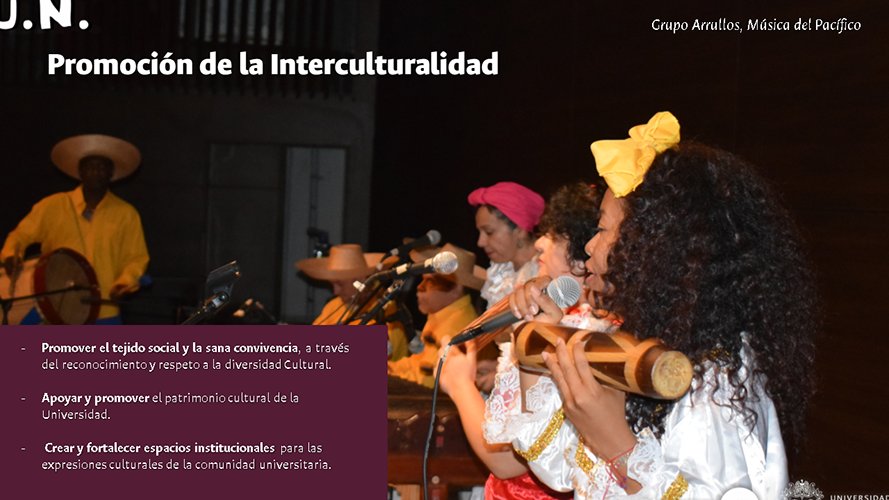 U.N.
Grupo Arrullos, Música del Pacífico
Promoción de la Interculturalidad
- Promover el tejido social y la sana convivencia, a través
del reconocimiento y respeto a la diversidad Cultural.
- Apoyar y promover el patrimonio cultural de la
Universidad.
- Crear y fortalecer espacios institucionales para las
expresiones culturales de la comunidad universitaria.
UNIVERSIDAD